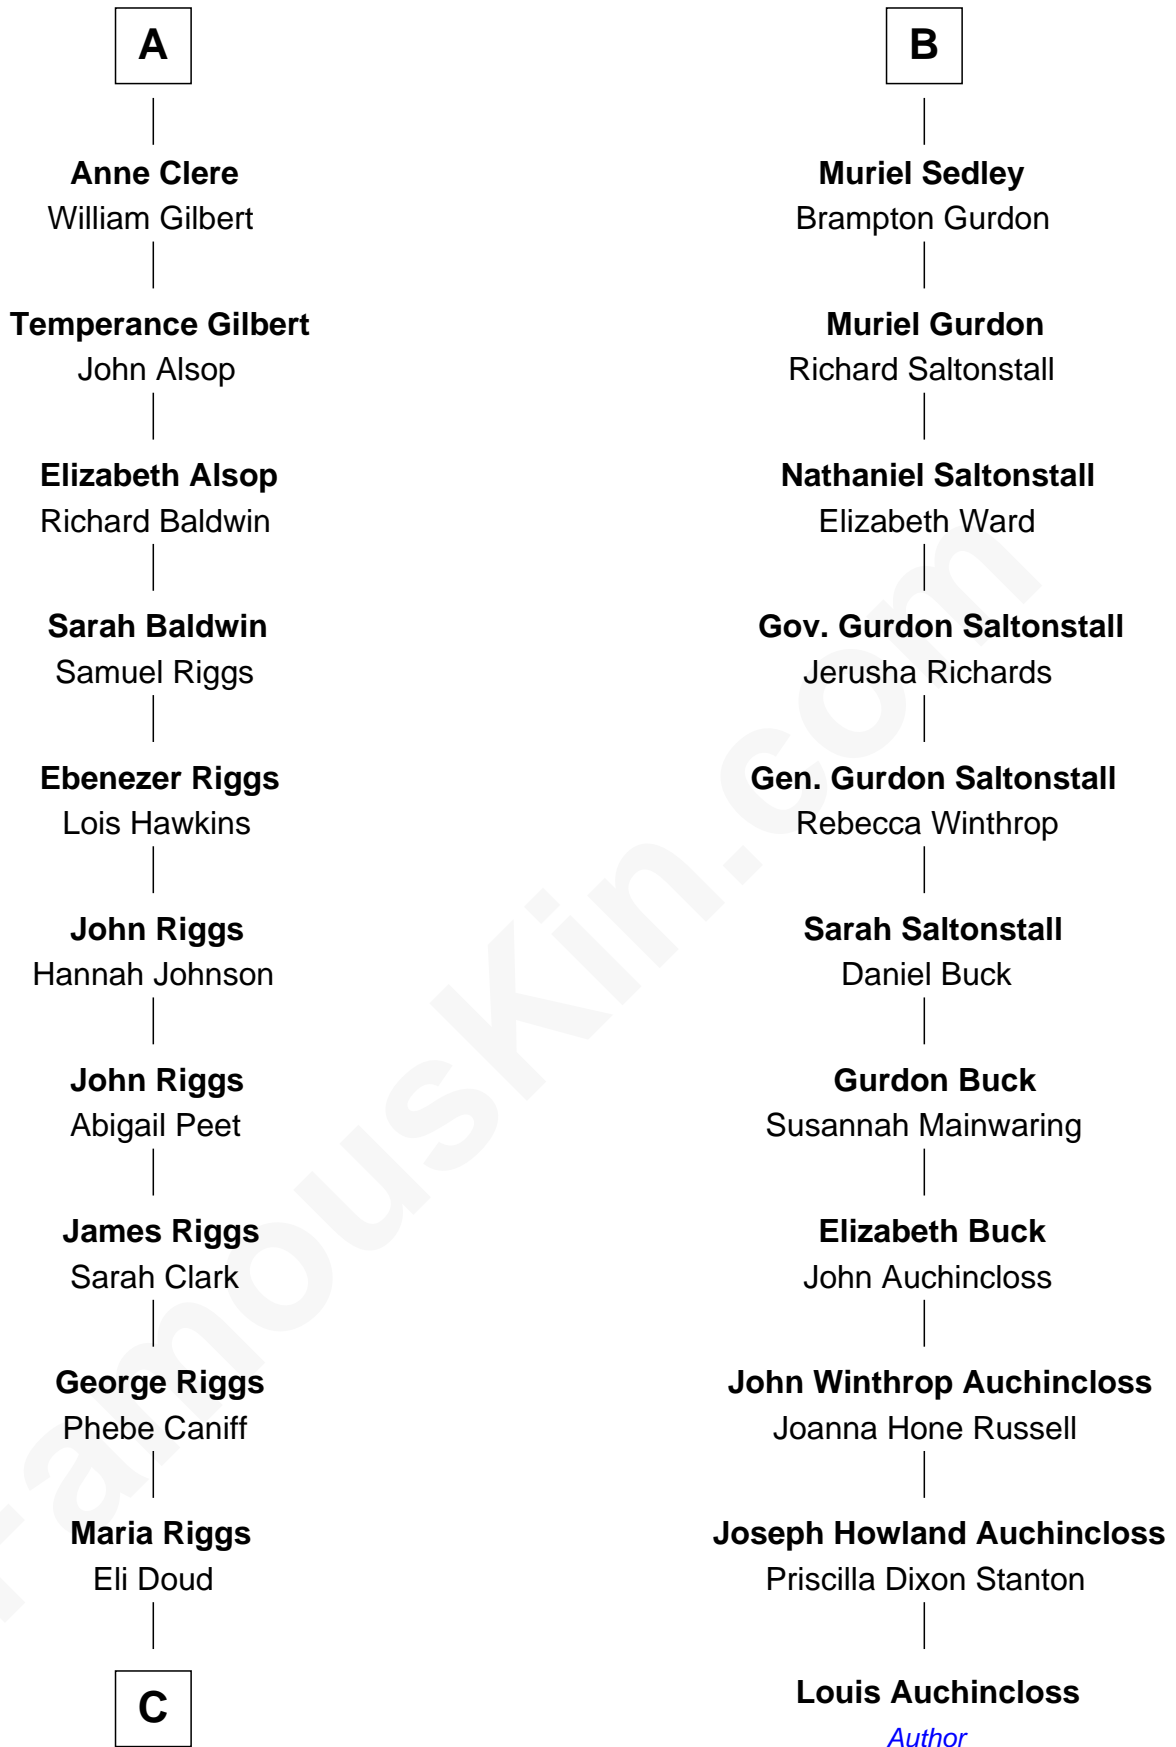 A
Anne Clere
William Gilbert
Temperance Gilbert
John Alsop
Elizabeth Alsop
Richard Baldwin
Sarah Baldwin
Samuel Riggs
Ebenezer Riggs
Lois Hawkins
John Riggs
Hannah Johnson
John Riggs
Abigail Peet
James Riggs
Sarah Clark
George Riggs
Phebe Caniff
Maria Riggs
Eli Doud
C
B
Muriel Sedley
Brampton Gurdon
Muriel Gurdon
Richard Saltonstall
Nathaniel Saltonstall
Elizabeth Ward
Gov. Gurdon Saltonstall
Jerusha Richards
Gen. Gurdon Saltonstall
Rebecca Winthrop
Sarah Saltonstall
Daniel Buck
Gurdon Buck
Susannah Mainwaring
Elizabeth Buck
John Auchincloss
John Winthrop Auchincloss
Joanna Hone Russell
Joseph Howland Auchincloss
Priscilla Dixon Stanton
Louis Auchincloss
Author
FamousKin.com